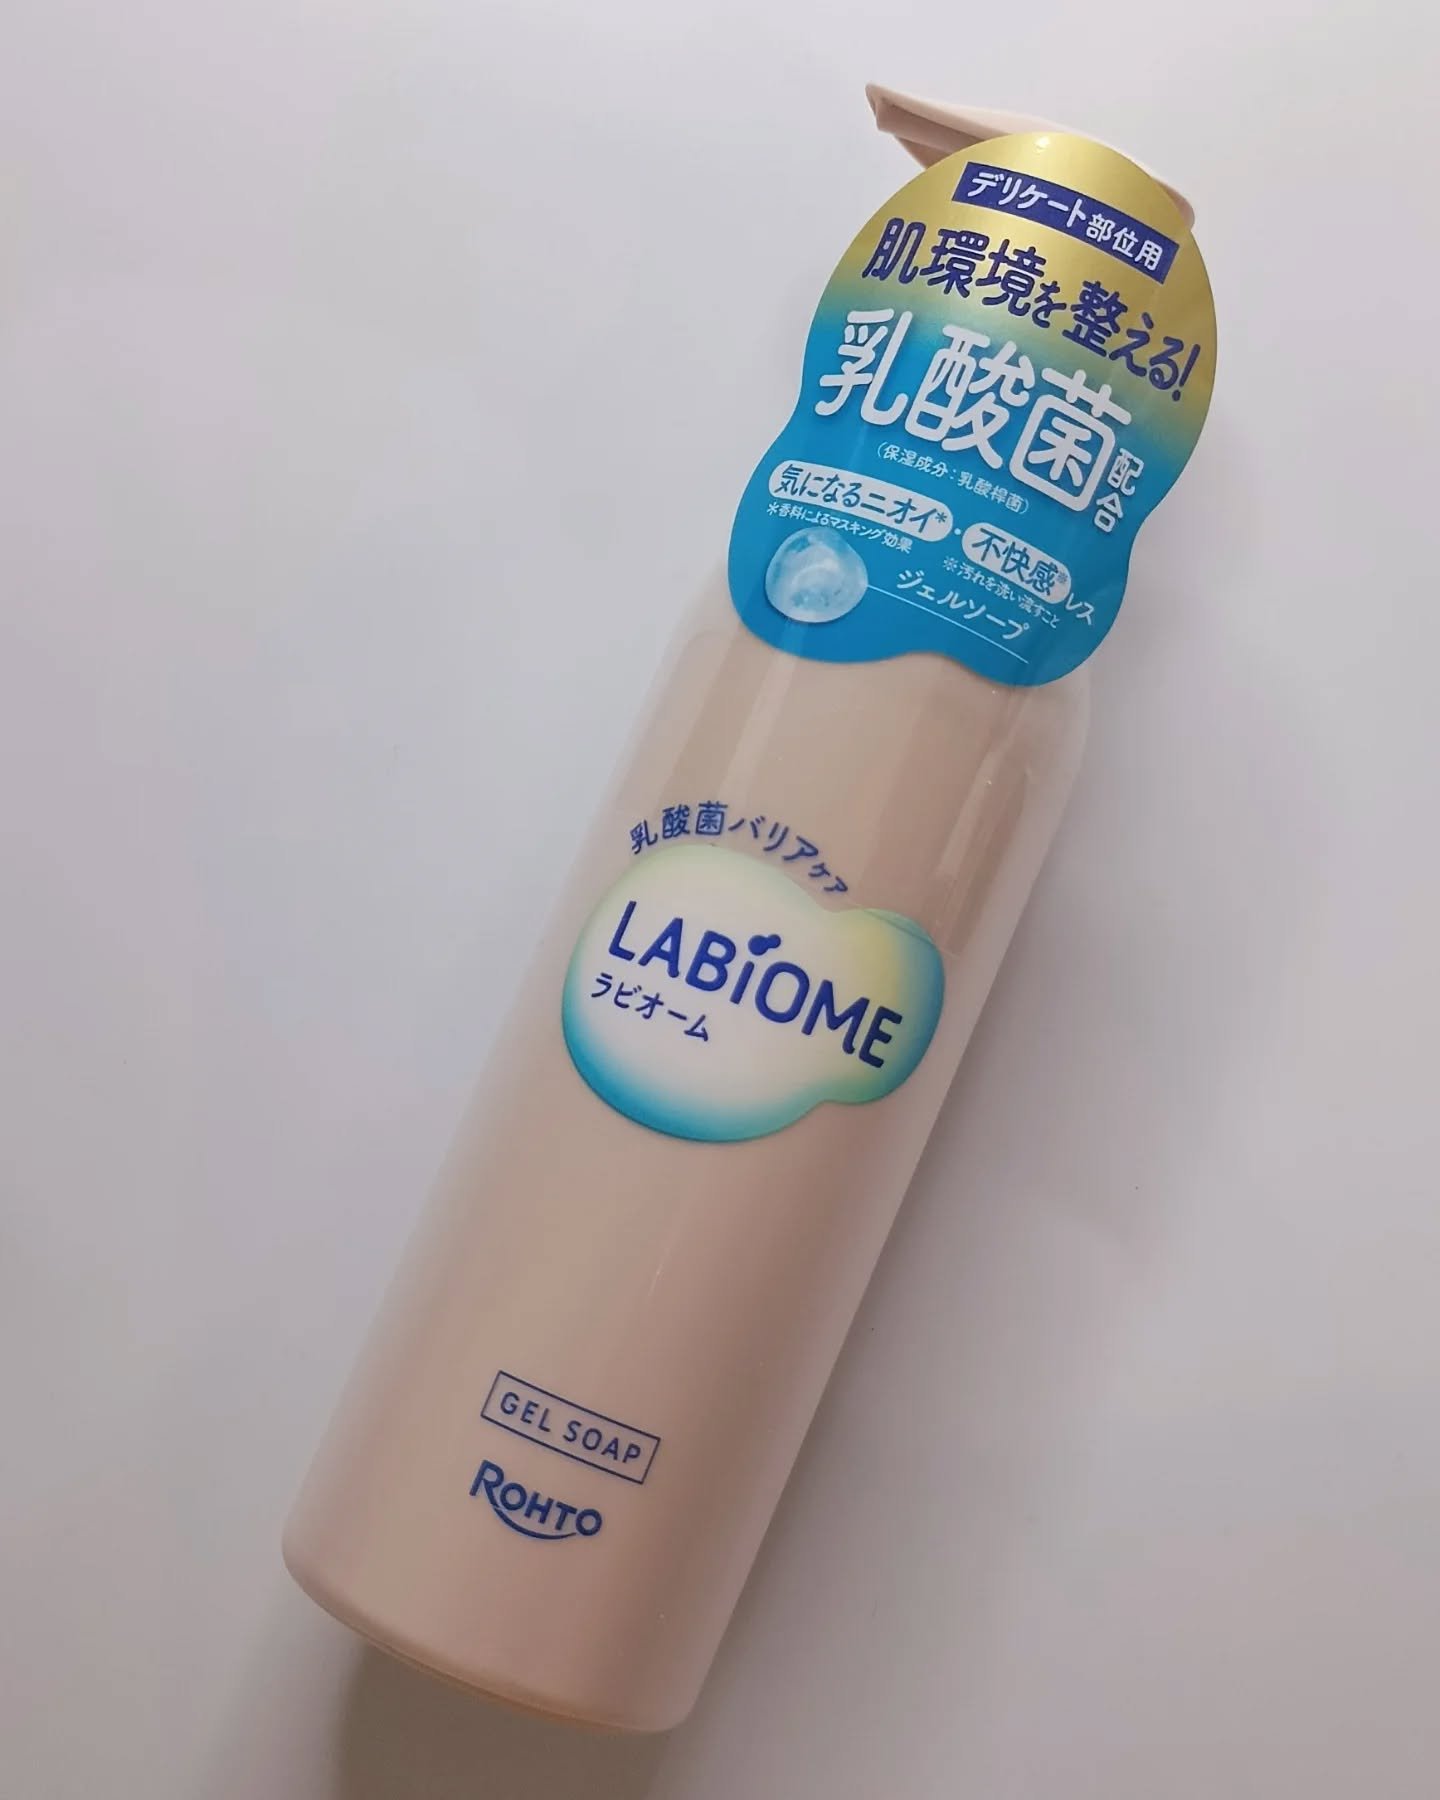 デリケート部位用
肌環境を整える!
乳酸菌配合
(保湿成分:乳酸桿菌)
気になるニオイ*・不快感※レス
*香料によるマスキング効果
※汚れを洗い流すこと
ジェルソープ
乳酸菌バリアケア
LABiOME
ラビオーム
GEL SOAP
ROHTO